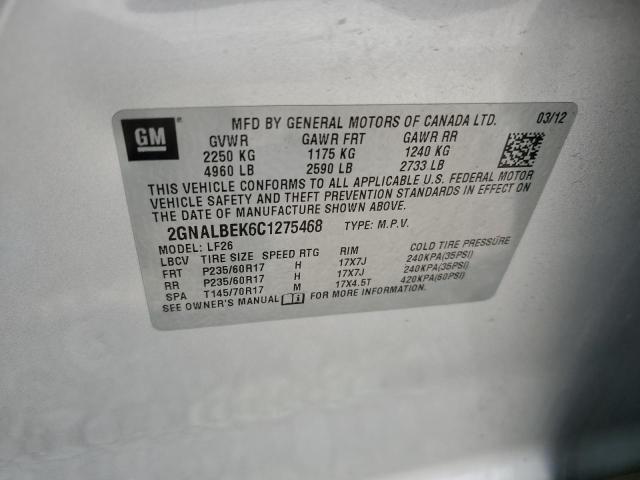 GM
MFD BY GENERAL MOTORS OF CANADA LTD. 03/12
GVWR GAWR FRT GAWR RR
2250 KG 1175 KG 1240 KG
4960 LB 2590 LB 2733 LB
THIS VEHICLE CONFORMS TO ALL APPLICABLE U.S. FEDERAL MOTOR
VEHICLE SAFETY AND THEFT PREVENTION STANDARDS IN EFFECT ON
THE DATE OF MANUFACTURE SHOWN ABOVE.
2GNALBEK6C1275468 TYPE: M.P.V.
MODEL: LF26
LBCV TIRE SIZE SPEED RTG RIM COLD TIRE PRESSURE
FRT P235/60R17 H 17X7J 240KPA(35PSI)
RR P235/60R17 H 17X7J 240KPA(35PSI)
SPA T145/70R17 M 17X4.5T 420KPA(60PSI)
SEE OWNER'S MANUAL FOR MORE INFORMATION.